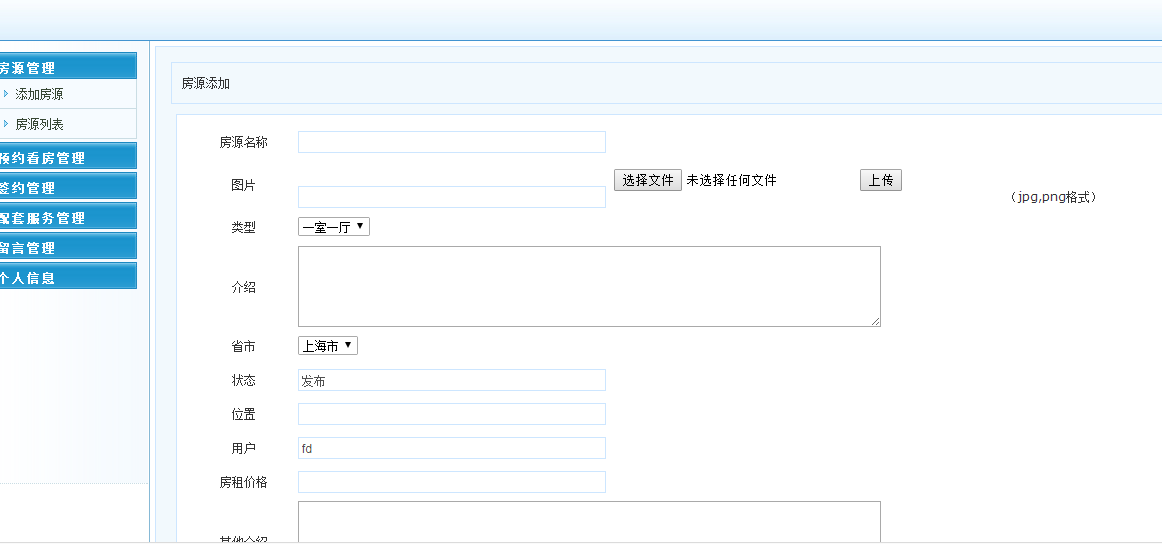 房源管理
添加房源
房源列表
预约看房管理
签约管理
配套服务管理
留言管理
个人信息
房源添加
房源名称
图片
选择文件 未选择任何文件 上传
（jpg,png格式）
类型 一室一厅
介绍
省市 上海市
状态 发布
位置
用户 fd
房租价格
其他介绍